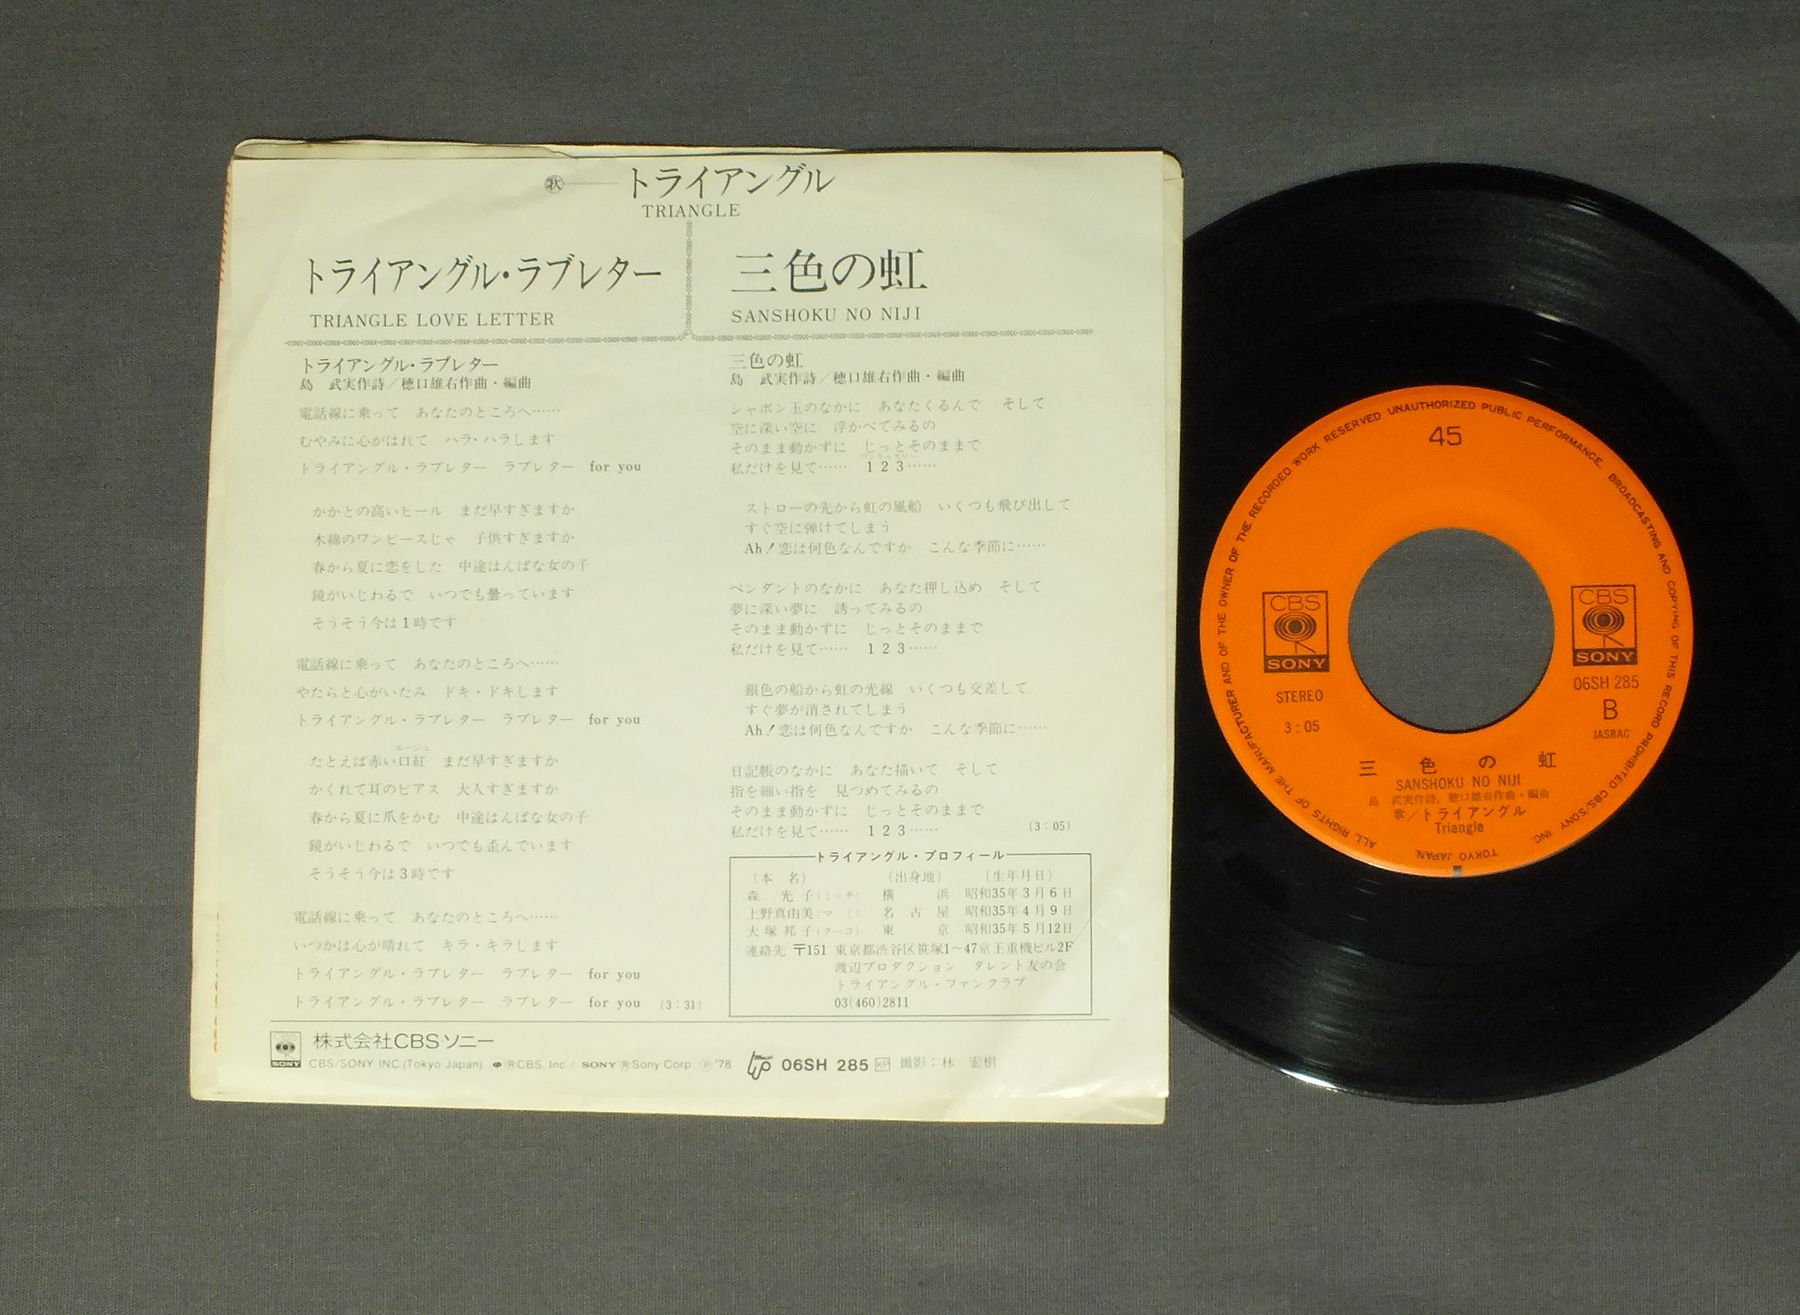 歌 トライアングル
TRIANGLE
トライアングル・ラブレター
TRIANGLE LOVE LETTER
三色の虹
SANSHOKU NO NIJI
トライアングル・ラブレター
島 武実作詩／穂口雄右作曲・編曲
電話線に乗って あなたのところへ……
むやみに心がはれて ハラ・ハラします
トライアングル・ラブレター ラブレター for you
かかとの高いヒール まだ早すぎますか
木綿のワンピースじゃ 子供すぎますか
春から夏に恋をした 中途はんぱな女の子
鏡がいじわるで いつでも曇っています
そうそう今は1時です
電話線に乗って あなたのところへ……
やたらと心がいたみ ドキ・ドキします
トライアングル・ラブレター ラブレター for you
ルージュ
たとえば赤い口紅 まだ早すぎますか
かくれて耳のピアス 大人すぎますか
春から夏に爪をかむ 中途はんぱな女の子
鏡がいじわるで いつでも歪んでいます
そうそう今は3時です
電話線に乗って あなたのところへ……
いつかは心が晴れて キラ・キラします
トライアングル・ラブレター ラブレター for you
トライアングル・ラブレター ラブレター for you (3：31)
三色の虹
島 武実作詩／穂口雄右作曲・編曲
シャボン玉のなかに あなたくるんで そして
空に深い空に 浮かべてみるの
そのまま動かずに じっとそのままで
ワン・トゥ・スリー
私だけを見て…… 1 2 3……
ストローの先から虹の風船 いくつも飛び出して
すぐ空に弾けてしまう
Ah！恋は何色なんですか こんな季節に……
ペンダントのなかに あなた押し込め そして
夢に深い夢に 誘ってみるの
そのまま動かずに じっとそのままで
私だけを見て…… 1 2 3……
銀色の船から虹の光線 いくつも交差して
すぐ夢が消されてしまう
Ah！恋は何色なんですか こんな季節に……
日記帳のなかに あなた描いて そして
指を細い指を 見つめてみるの
そのまま動かずに じっとそのままで
私だけを見て…… 1 2 3…… (3：05)
トライアングル・プロフィール
(本 名) (出身地) (生年月日)
森 光子(ミッチ) 横 浜 昭和35年3月6日
上野真由美(マ ミ) 名 古 屋 昭和35年4月9日
大塚邦子(クーコ) 東 京 昭和35年5月12日
連絡先 〒151 東京都渋谷区笹塚1〜47京王重機ビル2F
渡辺プロダクション タレント友の会
トライアングル・ファンクラブ
03(460)2811
SONY 株式会社CBS・ソニー
CBS/SONY INC (Tokyo Japan) ®CBS. Inc / SONY ®Sony Corp ℗'78 06SH 285 撮影：林 宏樹
45
CBS
SONY
STEREO
3：05
CBS
SONY
06SH 285
B
JASRAC
三色の虹
SANSHOKU NO NIJI
島 武実作詩，穂口雄右作曲・編曲
歌／トライアングル
Triangle
ALL RIGHTS OF THE MANUFACTURER AND OF THE OWNER OF THE RECORDED WORK RESERVED UNAUTHORIZED PUBLIC PERFORMANCE, BROADCASTING AND COPYING OF THIS RECORD PROHIBITED CBS/SONY INC. TOKYO JAPAN.